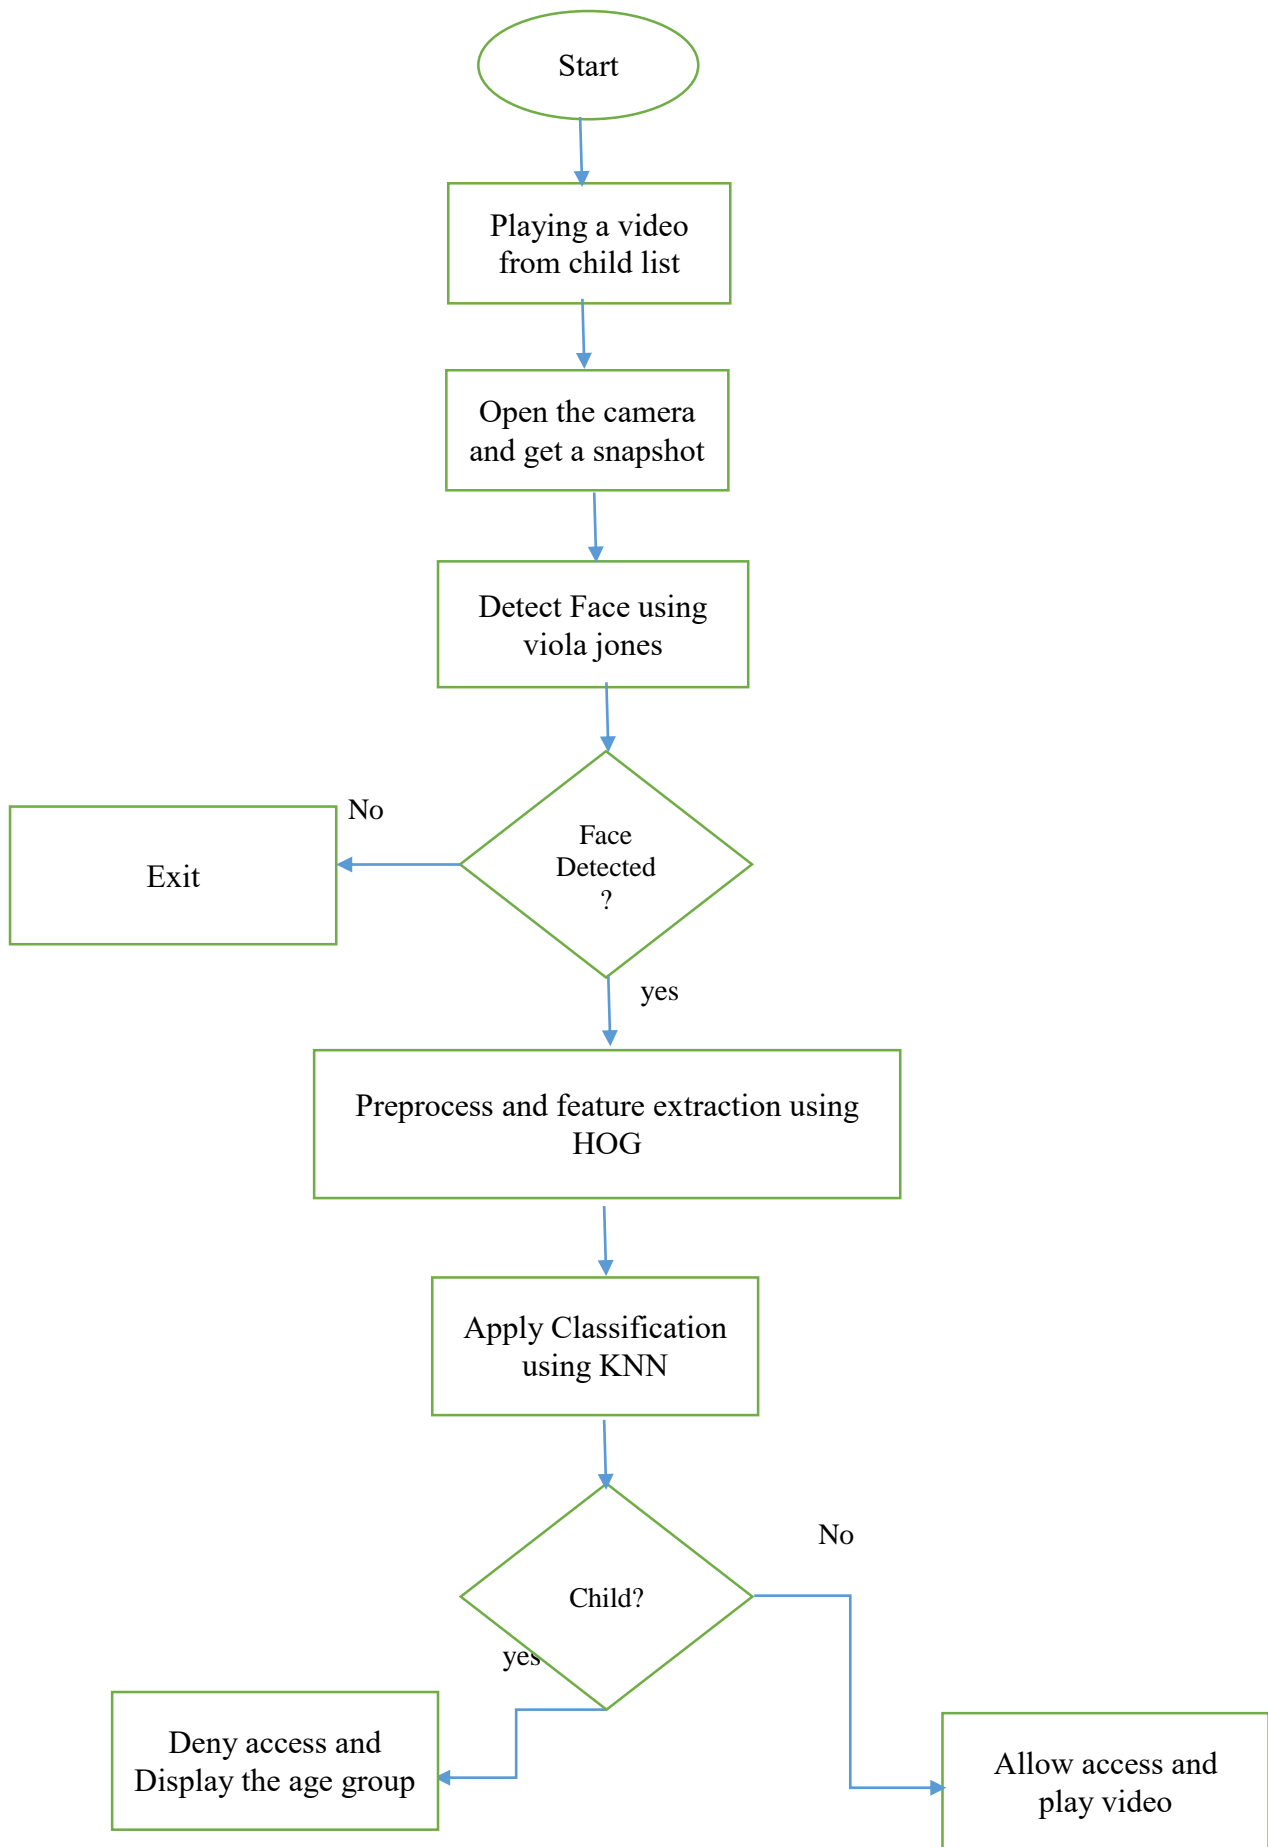 Start
Playing a video
from child list
Open the camera
and get a snapshot
Detect Face using
viola jones
No
Face
Detected
?
Exit
yes
Preprocess and feature extraction using
HOG
Apply Classification
using KNN
No
Child?
yes
Deny access and
Display the age group
Allow access and
play video